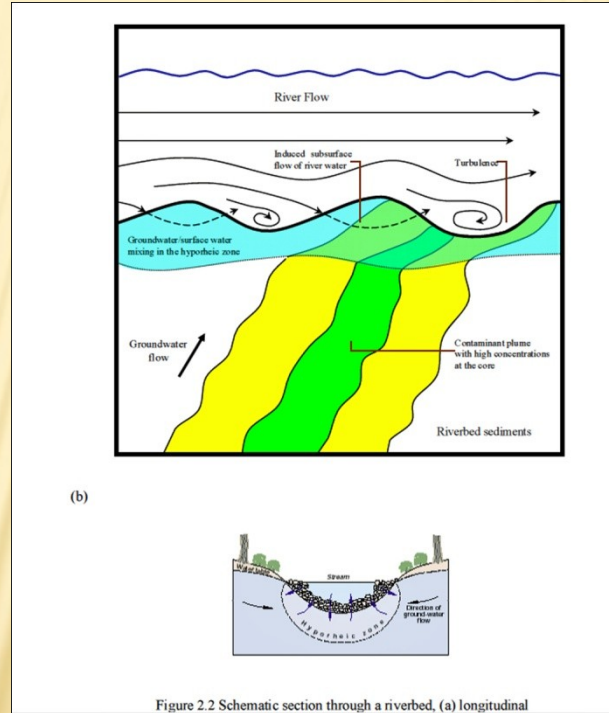 River Flow
Induced subsurface
flow of river water
Turbulence
Groundwater/surface water
mixing in the hyporheic zone
Groundwater
flow
Contaminant plume
with high concentrations
at the core
Riverbed sediments
(b)
Stream
Water table
Direction of
ground-water
flow
Hyporheic zone
Figure 2.2 Schematic section through a riverbed, (a) longitudinal